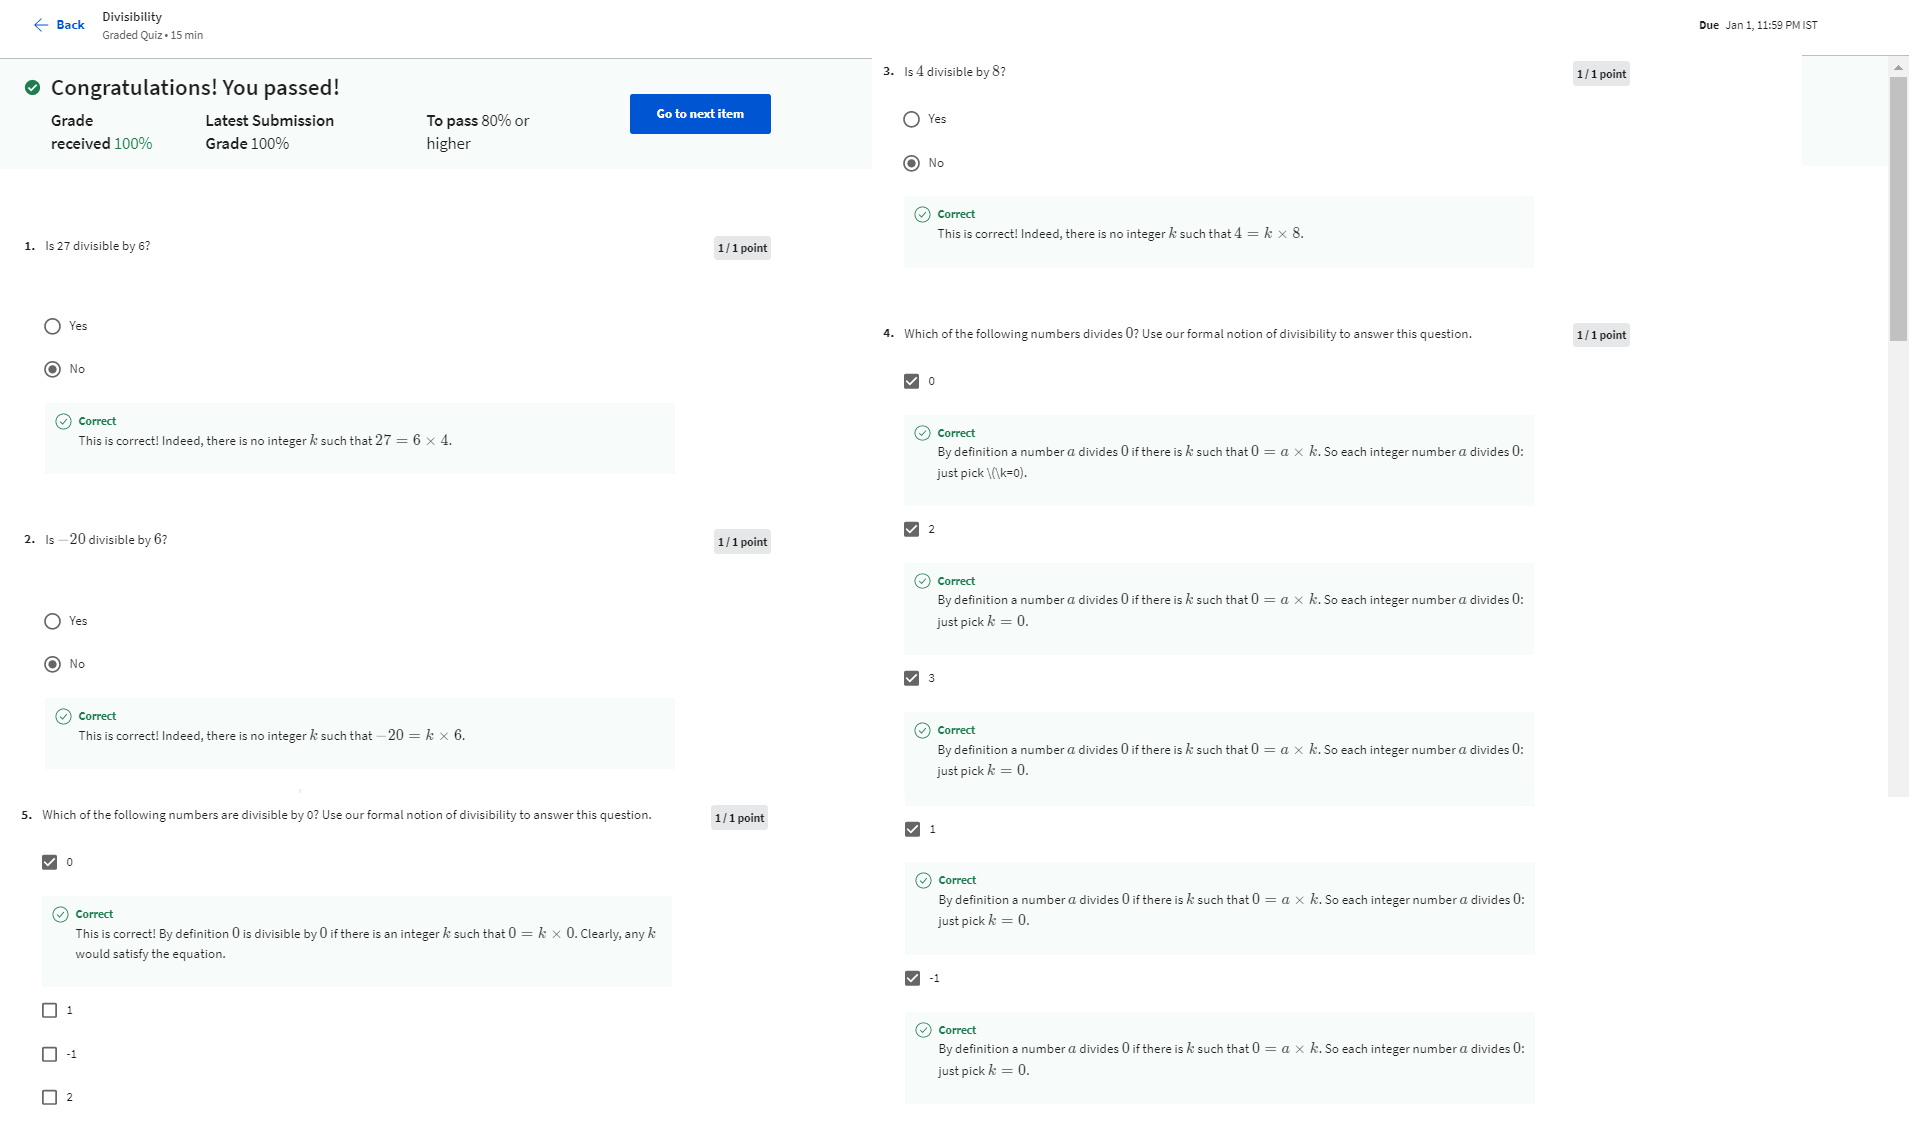 Back
Divisibility
Graded Quiz • 15 min
Due Jan 1, 11:59 PM IST
Congratulations! You passed!
Grade
received 100%
Latest Submission
Grade 100%
To pass 80% or
higher
Go to next item
1. Is 27 divisible by 6?
1 / 1 point
Yes
No
Correct
This is correct! Indeed, there is no integer k such that 27 = 6 × 4.
2. Is −20 divisible by 6?
1 / 1 point
Yes
No
Correct
This is correct! Indeed, there is no integer k such that −20 = k × 6.
3. Is 4 divisible by 8?
1 / 1 point
Yes
No
Correct
This is correct! Indeed, there is no integer k such that 4 = k × 8.
4. Which of the following numbers divides 0? Use our formal notion of divisibility to answer this question.
1 / 1 point
0
Correct
By definition a number a divides 0 if there is k such that 0 = a × k. So each integer number a divides 0:
just pick \(\k=0).
2
Correct
By definition a number a divides 0 if there is k such that 0 = a × k. So each integer number a divides 0:
just pick k = 0.
3
Correct
By definition a number a divides 0 if there is k such that 0 = a × k. So each integer number a divides 0:
just pick k = 0.
1
Correct
By definition a number a divides 0 if there is k such that 0 = a × k. So each integer number a divides 0:
just pick k = 0.
-1
Correct
By definition a number a divides 0 if there is k such that 0 = a × k. So each integer number a divides 0:
just pick k = 0.
5. Which of the following numbers are divisible by 0? Use our formal notion of divisibility to answer this question.
1 / 1 point
0
Correct
This is correct! By definition 0 is divisible by 0 if there is an integer k such that 0 = k × 0. Clearly, any k
would satisfy the equation.
1
-1
2